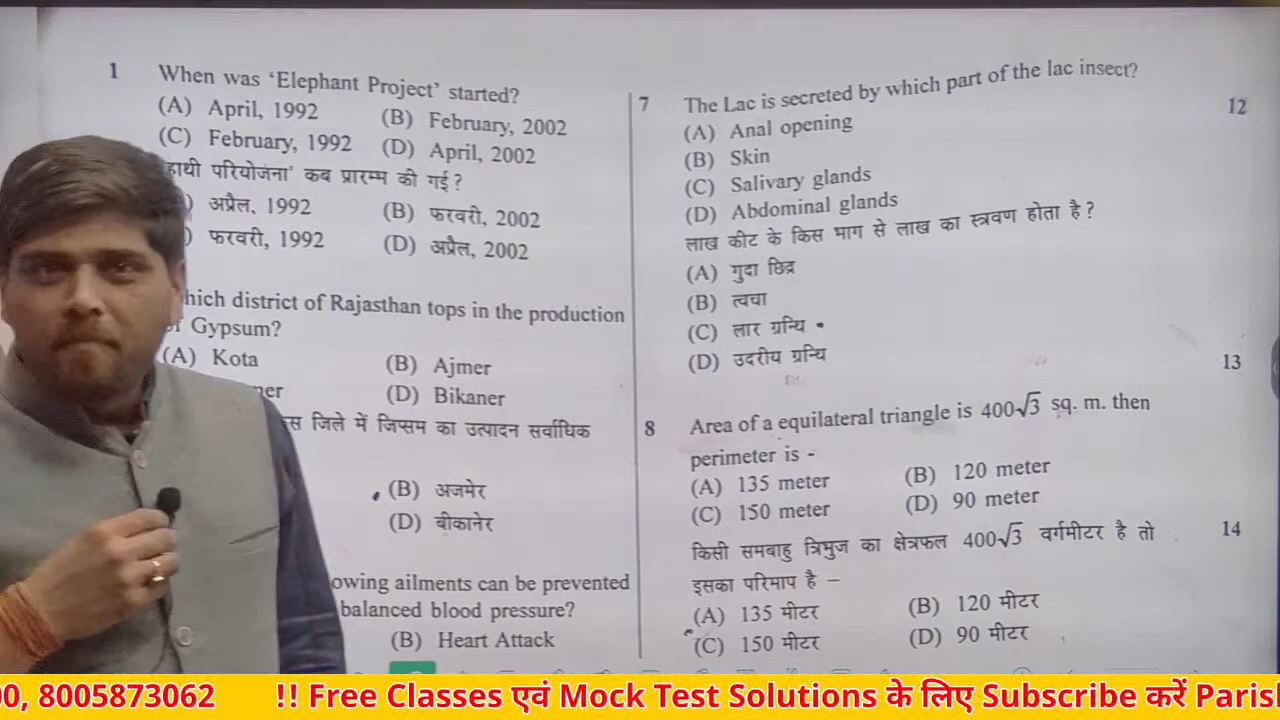 1 When was ‘Elephant Project’ started?
(A) April, 1992 (B) February, 2002
(C) February, 1992 (D) April, 2002
हाथी परियोजना’ कब प्रारम्भ की गई ?
) अप्रैल, 1992 (B) फरवरी, 2002
) फरवरी, 1992 (D) अप्रैल, 2002
hich district of Rajasthan tops in the production
of Gypsum?
(A) Kota (B) Ajmer
ner (D) Bikaner
स जिले में जिप्सम का उत्पादन सर्वाधिक
(B) अजमेर
(D) बीकानेर
owing ailments can be prevented
balanced blood pressure?
(B) Heart Attack
7 The Lac is secreted by which part of the lac insect?
(A) Anal opening
(B) Skin
(C) Salivary glands
(D) Abdominal glands
लाख कीट के किस भाग से लाख का स्त्रवण होता है ?
(A) गुदा छिद्र
(B) त्वचा
(C) लार ग्रन्थि
(D) उदरीय ग्रन्थि
8 Area of a equilateral triangle is 400√3 sq. m. then
perimeter is -
(A) 135 meter (B) 120 meter
(C) 150 meter (D) 90 meter
किसी समबाहु त्रिभुज का क्षेत्रफल 400√3 वर्गमीटर है तो
इसका परिमाप है –
(A) 135 मीटर (B) 120 मीटर
(C) 150 मीटर (D) 90 मीटर
12
13
14
00, 8005873062 !! Free Classes एवं Mock Test Solutions के लिए Subscribe करें Paris